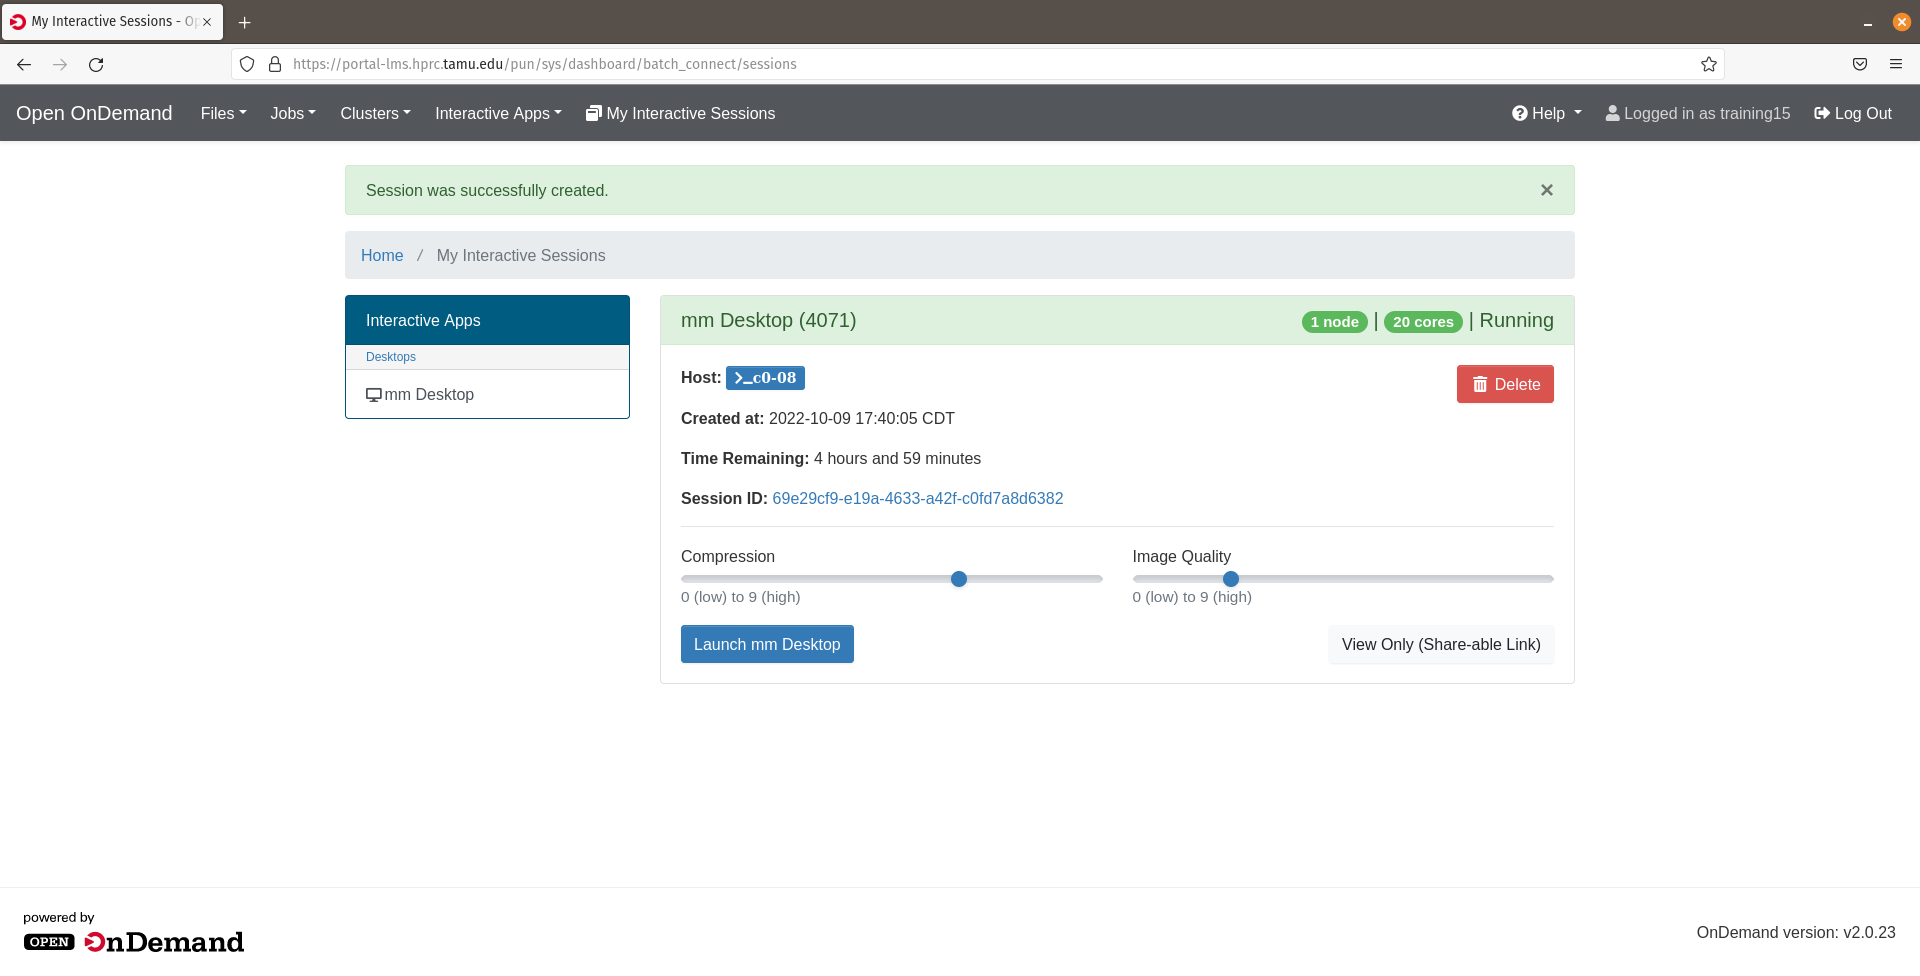 My Interactive Sessions - Op
https://portal-lms.hprc.tamu.edu/pun/sys/dashboard/batch_connect/sessions
Open OnDemand Files Jobs Clusters Interactive Apps My Interactive Sessions Help Logged in as training15 Log Out
Session was successfully created.
Home / My Interactive Sessions
Interactive Apps
Desktops
mm Desktop
mm Desktop (4071) 1 node | 20 cores | Running
Host: >_c0-08 Delete
Created at: 2022-10-09 17:40:05 CDT
Time Remaining: 4 hours and 59 minutes
Session ID: 69e29cf9-e19a-4633-a42f-c0fd7a8d6382
Compression
0 (low) to 9 (high)
Image Quality
0 (low) to 9 (high)
Launch mm Desktop View Only (Share-able Link)
powered by
OPEN OnDemand
OnDemand version: v2.0.23